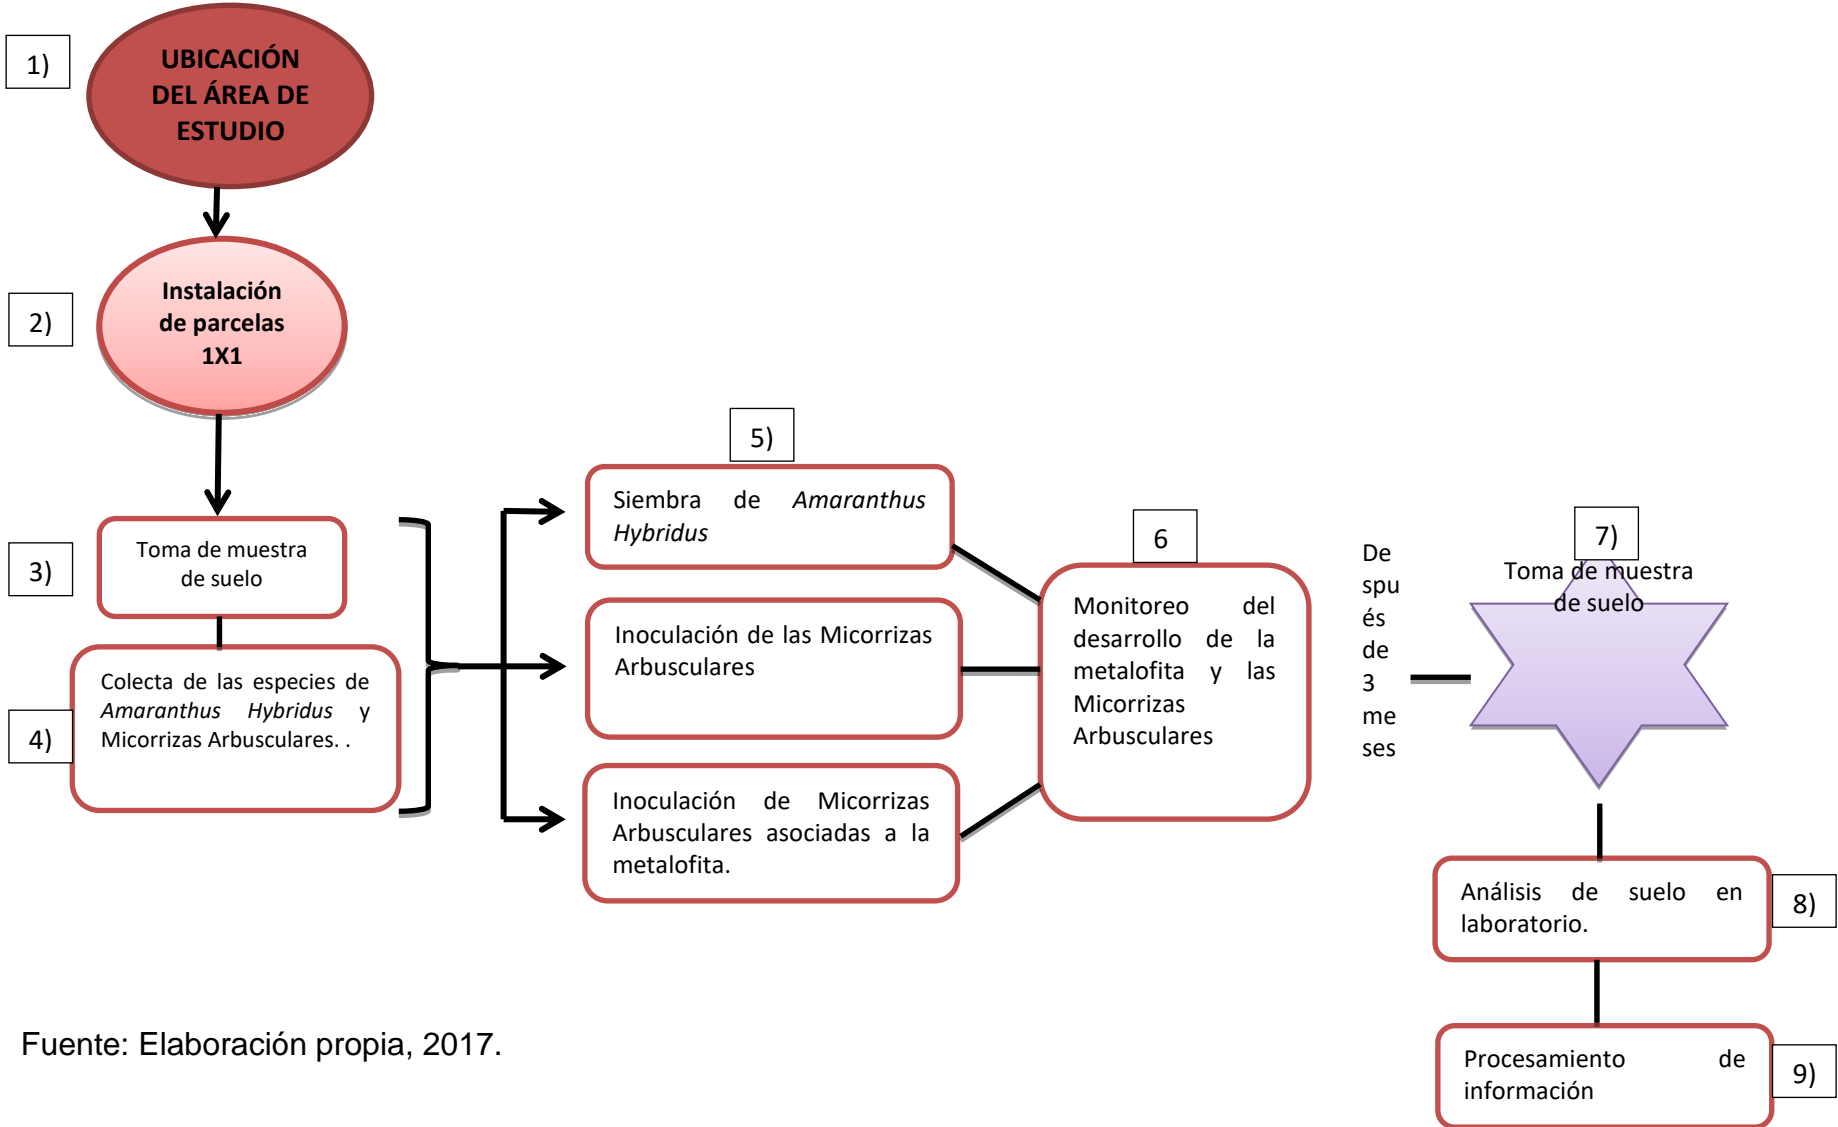 1)
UBICACIÓN
DEL ÁREA DE
ESTUDIO
2)
Instalación
de parcelas
1X1
3)
Toma de muestra
de suelo
4)
Colecta de las especies de
Amaranthus Hybridus y
Micorrizas Arbusculares. .
5)
Siembra de Amaranthus
Hybridus
Inoculación de las Micorrizas
Arbusculares
Inoculación de Micorrizas
Arbusculares asociadas a la
metalofita.
6
Monitoreo del
desarrollo de la
metalofita y las
Micorrizas
Arbusculares
De
spu
és
de
3
me
ses
7)
Toma de muestra
de suelo
Análisis de suelo en
laboratorio.
8)
Procesamiento de
información
9)
Fuente: Elaboración propia, 2017.